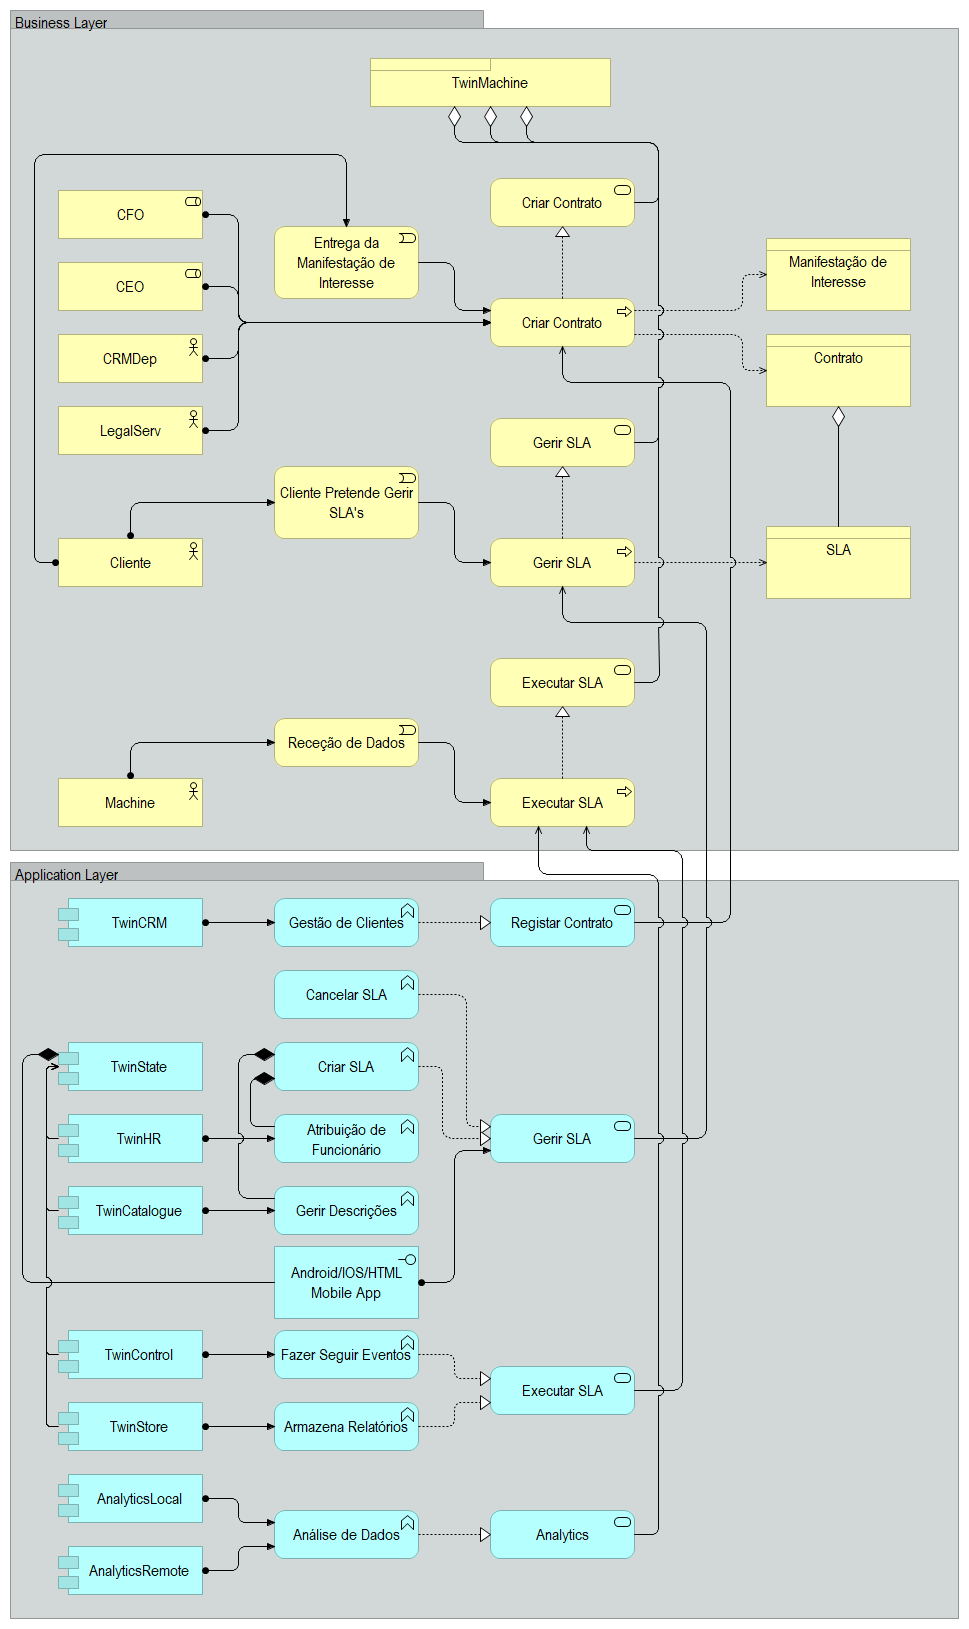 Business Layer
TwinMachine
CFO
CEO
CRMDep
LegalServ
Cliente
Machine
Entrega da
Manifestação de
Interesse
Cliente Pretende Gerir
SLA's
Receção de Dados
Criar Contrato
Criar Contrato
Gerir SLA
Gerir SLA
Executar SLA
Executar SLA
Manifestação de
Interesse
Contrato
SLA
Application Layer
TwinCRM
Gestão de Clientes
Registar Contrato
Cancelar SLA
TwinState
Criar SLA
TwinHR
Atribuição de
Funcionário
Gerir SLA
TwinCatalogue
Gerir Descrições
Android/IOS/HTML
Mobile App
TwinControl
Fazer Seguir Eventos
Executar SLA
TwinStore
Armazena Relatórios
AnalyticsLocal
Análise de Dados
Analytics
AnalyticsRemote